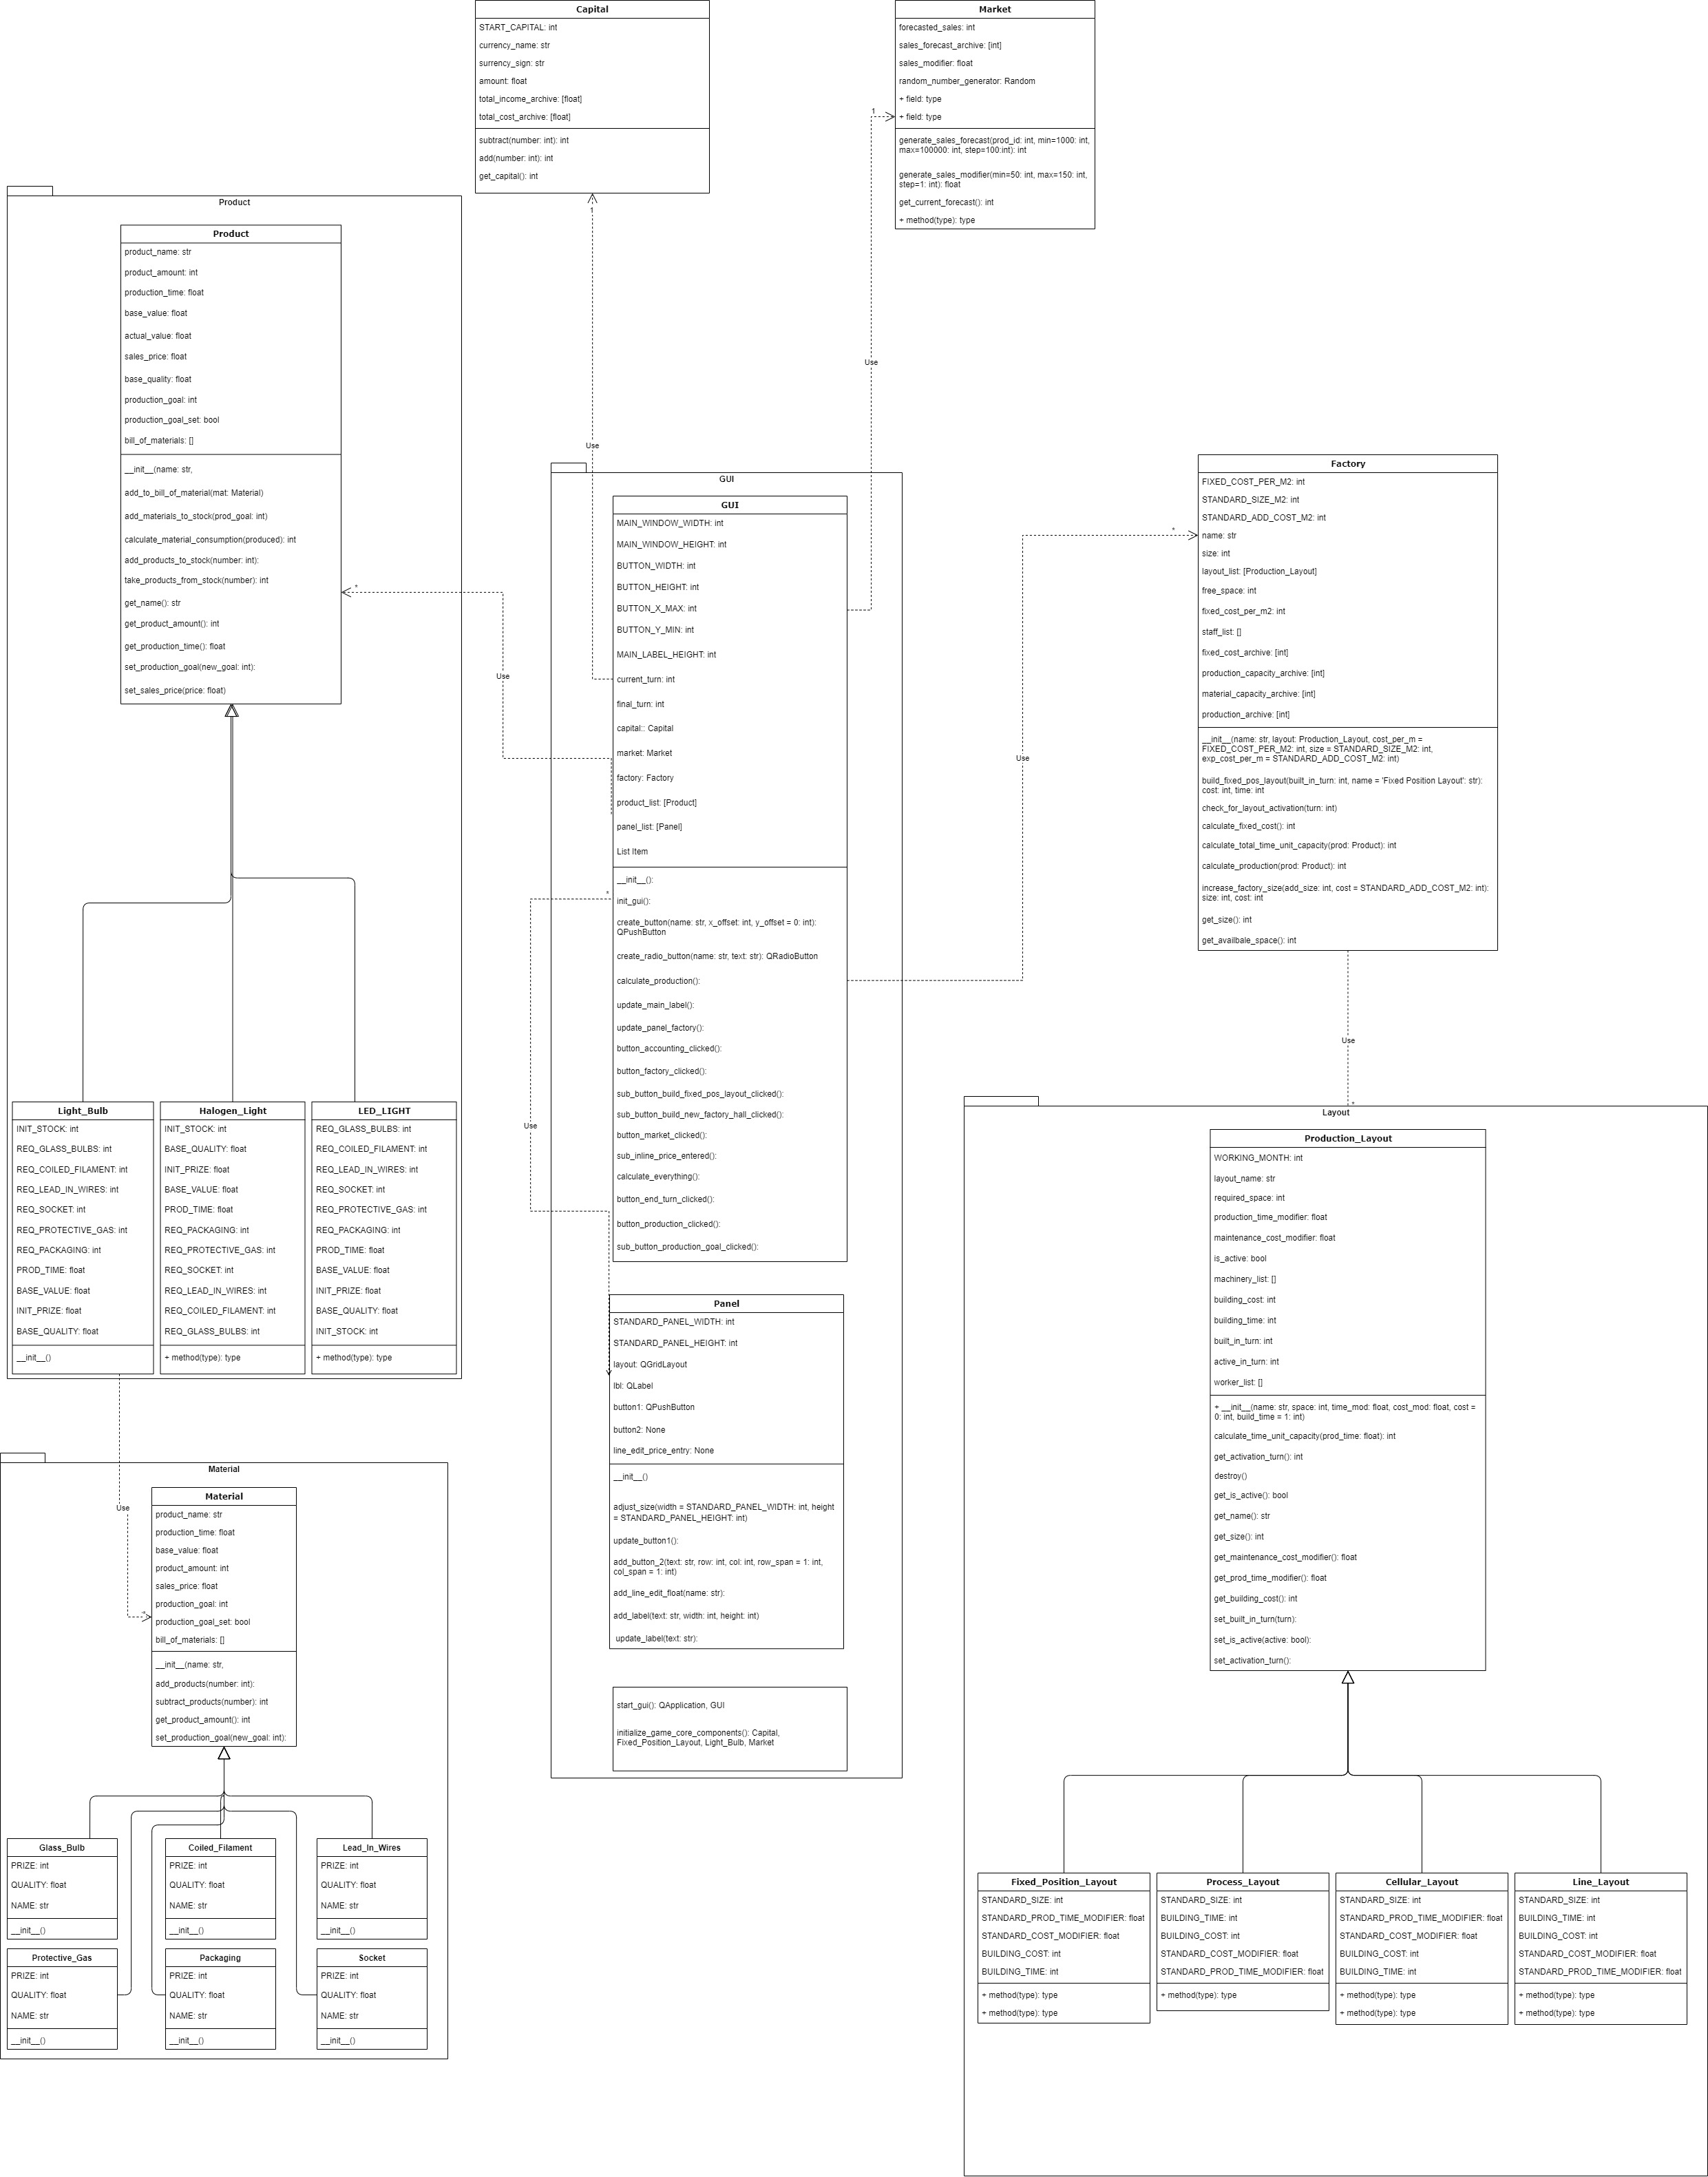 Capital
START_CAPITAL: int
currency_name: str
surrency_sign: str
amount: float
total_income_archive: [float]
total_cost_archive: [float]
subtract(number: int): int
add(number: int): int
get_capital(): int
1
Use
Market
forecasted_sales: int
sales_forecast_archive: [int]
sales_modifier: float
random_number_generator: Random
+ field: type
+ field: type
generate_sales_forecast(prod_id: int, min=1000: int,
max=100000: int, step=100:int): int
generate_sales_modifier(min=50: int, max=150: int,
step=1: int): float
get_current_forecast(): int
+ method(type): type
1
Use
Product
Product
product_name: str
product_amount: int
production_time: float
base_value: float
actual_value: float
sales_price: float
base_quality: float
production_goal: int
production_goal_set: bool
bill_of_materials: []
__init__(name: str,
add_to_bill_of_material(mat: Material)
add_materials_to_stock(prod_goal: int)
calculate_material_consumption(produced): int
add_products_to_stock(number: int):
take_products_from_stock(number): int
get_name(): str
get_product_amount(): int
get_production_time(): float
set_production_goal(new_goal: int):
set_sales_price(price: float)
*
Use
Light_Bulb
INIT_STOCK: int
REQ_GLASS_BULBS: int
REQ_COILED_FILAMENT: int
REQ_LEAD_IN_WIRES: int
REQ_SOCKET: int
REQ_PROTECTIVE_GAS: int
REQ_PACKAGING: int
PROD_TIME: float
BASE_VALUE: float
INIT_PRIZE: float
BASE_QUALITY: float
__init__()
Halogen_Light
INIT_STOCK: int
BASE_QUALITY: float
INIT_PRIZE: float
BASE_VALUE: float
PROD_TIME: float
REQ_PACKAGING: int
REQ_PROTECTIVE_GAS: int
REQ_SOCKET: int
REQ_LEAD_IN_WIRES: int
REQ_COILED_FILAMENT: int
REQ_GLASS_BULBS: int
+ method(type): type
LED_LIGHT
REQ_GLASS_BULBS: int
REQ_COILED_FILAMENT: int
REQ_LEAD_IN_WIRES: int
REQ_SOCKET: int
REQ_PROTECTIVE_GAS: int
REQ_PACKAGING: int
PROD_TIME: float
BASE_VALUE: float
INIT_PRIZE: float
BASE_QUALITY: float
INIT_STOCK: int
+ method(type): type
GUI
GUI
MAIN_WINDOW_WIDTH: int
MAIN_WINDOW_HEIGHT: int
BUTTON_WIDTH: int
BUTTON_HEIGHT: int
BUTTON_X_MAX: int
BUTTON_Y_MIN: int
MAIN_LABEL_HEIGHT: int
current_turn: int
final_turn: int
capital:: Capital
market: Market
factory: Factory
product_list: [Product]
panel_list: [Panel]
List Item
__init__():
init_gui():
create_button(name: str, x_offset: int, y_offset = 0: int):
QPushButton
create_radio_button(name: str, text: str): QRadioButton
calculate_production():
update_main_label():
update_panel_factory():
button_accounting_clicked():
button_factory_clicked():
sub_button_build_fixed_pos_layout_clicked):
sub_button_build_new_factory_hall_clicked():
button_market_clicked():
sub_inline_price_entered():
calculate_everything():
button_end_turn_clicked():
button_production_clicked():
sub_button_production_goal_clicked():
*
Use
Panel
STANDARD_PANEL_WIDTH: int
STANDARD_PANEL_HEIGHT: int
layout: QGridLayout
lbl: QLabel
button1: QPushButton
button2: None
line_edit_price_entry: None
__init__()
adjust_size(width = STANDARD_PANEL_WIDTH: int, height
= STANDARD_PANEL_HEIGHT: int)
update_button1():
add_button_2(text: str, row: int, col: int, row_span = 1: int,
col_span = 1: int)
add_line_edit_float(name: str):
add_label(text: str, width: int, height: int)
update_label(text: str):
start_gui(): QApplication, GUI
initialize_game_core_components(): Capital,
Fixed_Position_Layout, Light_Bulb, Market
Factory
FIXED_COST_PER_M2: int
STANDARD_SIZE_M2: int
STANDARD_ADD_COST_M2: int
name: str
size: int
layout_list: [Production_Layout]
free_space: int
fixed_cost_per_m2: int
staff_list: []
fixed_cost_archive: [int]
production_capacity_archive: [int]
material_capacity_archive: [int]
production_archive: [int]
__init__(name: str, layout: Production_Layout, cost_per_m =
FIXED_COST_PER_M2: int, size = STANDARD_SIZE_M2: int,
exp_cost_per_m = STANDARD_ADD_COST_M2: int)
build_fixed_pos_layout(built_in_turn: int, name = 'Fixed Position Layout': str):
cost: int, time: int
check_for_layout_activation(turn: int)
calculate_fixed_cost(): int
calculate_total_time_unit_capacity(prod: Product): int
calculate_production(prod: Product): int
increase_factory_size(add_size: int, cost = STANDARD_ADD_COST_M2: int):
size: int, cost: int
get_size(): int
get_availbale_space(): int
*
Use
Use
*
Layout
Production_Layout
WORKING_MONTH: int
layout_name: str
required_space: int
production_time_modifier: float
maintenance_cost_modifier: float
is_active: bool
machinery_list: []
building_cost: int
building_time: int
built_in_turn: int
active_in_turn: int
worker_list: []
+ __init__(name: str, space: int, time_mod: float, cost_mod: float, cost =
0: int, build_time = 1: int)
calculate_time_unit_capacity(prod_time: float): int
get_activation_turn(): int
destroy()
get_is_active(): bool
get_name(): str
get_size(): int
get_maintenance_cost_modifier(): float
get_prod_time_modifier(): float
get_building_cost(): int
set_built_in_turn(turn):
set_is_active(active: bool):
set_activation_turn():
Fixed_Position_Layout
STANDARD_SIZE: int
STANDARD_PROD_TIME_MODIFIER: float
STANDARD_COST_MODIFIER: float
BUILDING_COST: int
BUILDING_TIME: int
+ method(type): type
+ method(type): type
Process_Layout
STANDARD_SIZE: int
BUILDING_TIME: int
BUILDING_COST: int
STANDARD_COST_MODIFIER: float
STANDARD_PROD_TIME_MODIFIER: float
+ method(type): type
Cellular_Layout
STANDARD_SIZE: int
STANDARD_PROD_TIME_MODIFIER: float
STANDARD_COST_MODIFIER: float
BUILDING_COST: int
BUILDING_TIME: int
+ method(type): type
+ method(type): type
Line_Layout
STANDARD_SIZE: int
BUILDING_TIME: int
BUILDING_COST: int
STANDARD_COST_MODIFIER: float
STANDARD_PROD_TIME_MODIFIER: float
+ method(type): type
+ method(type): type
Use
*
Material
Material
product_name: str
production_time: float
base_value: float
product_amount: int
sales_price: float
production_goal: int
production_goal_set: bool
bill_of_materials: []
__init__(name: str,
add_products(number: int):
subtract_products(number): int
get_product_amount(): int
set_production_goal(new_goal: int):
Glass_Bulb
PRIZE: int
QUALITY: float
NAME: str
__init__()
Coiled_Filament
PRIZE: int
QUALITY: float
NAME: str
__init__()
Lead_In_Wires
PRIZE: int
QUALITY: float
NAME: str
__init__()
Protective_Gas
PRIZE: int
QUALITY: float
NAME: str
__init__()
Packaging
PRIZE: int
QUALITY: float
NAME: str
__init__()
Socket
PRIZE: int
QUALITY: float
NAME: str
__init__()